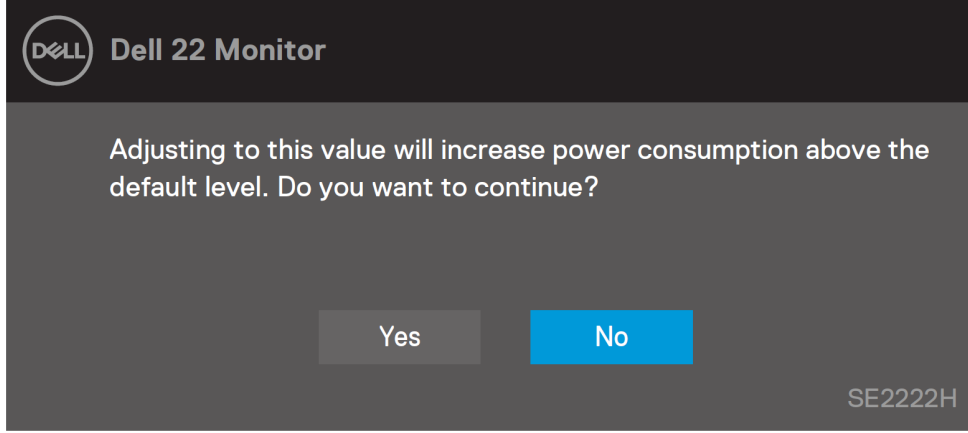 DELL Dell 22 Monitor
Adjusting to this value will increase power consumption above the
default level. Do you want to continue?
Yes No
SE2222H